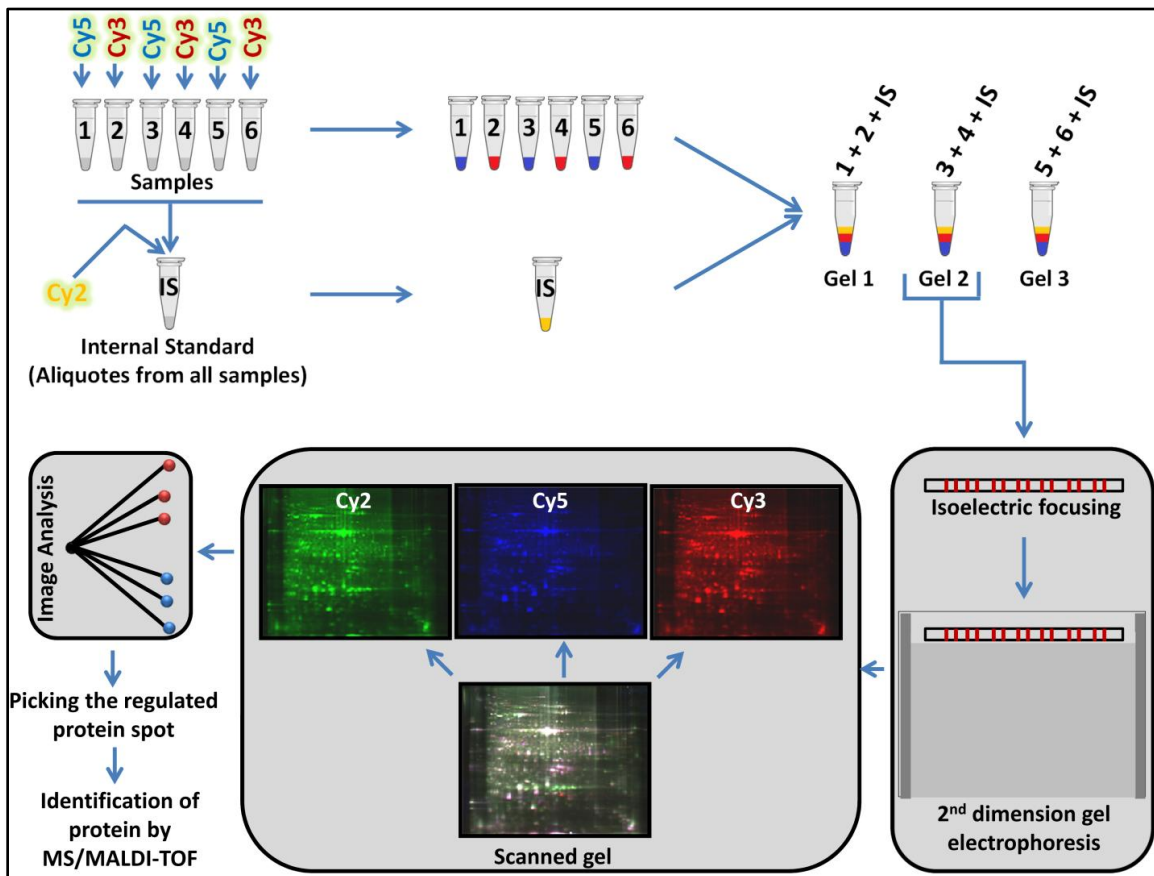 Cy5 Cy3 Cy5 Cy3 Cy5 Cy3
1 2 3 4 5 6
Samples
Cy2
IS
Internal Standard
(Aliquotes from all samples)
1 2 3 4 5 6
IS
1 + 2 + IS
3 + 4 + IS
5 + 6 + IS
Gel 1
Gel 2
Gel 3
Isoelectric focusing
2nd dimension gel
electrophoresis
Cy2
Cy5
Cy3
Scanned gel
Image Analysis
Picking the regulated
protein spot
Identification of
protein by
MS/MALDI-TOF